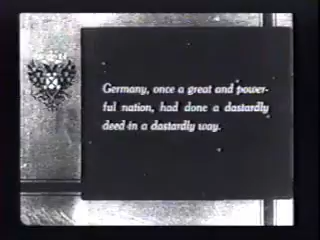 Germany, once a great and power-
ful nation, had done a dastardly
deed in a dastardly way.